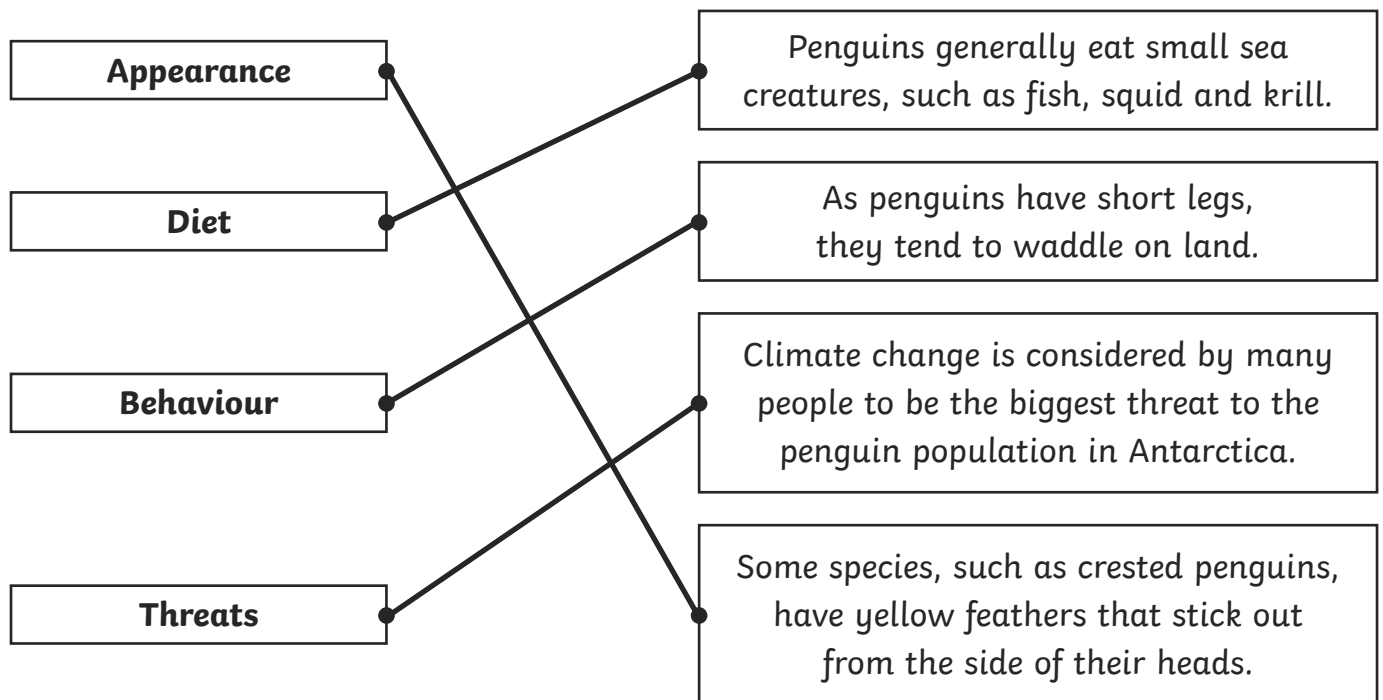 Appearance
Diet
Behaviour
Threats
Penguins generally eat small sea
creatures, such as fish, squid and krill.
As penguins have short legs,
they tend to waddle on land.
Climate change is considered by many
people to be the biggest threat to the
penguin population in Antarctica.
Some species, such as crested penguins,
have yellow feathers that stick out
from the side of their heads.